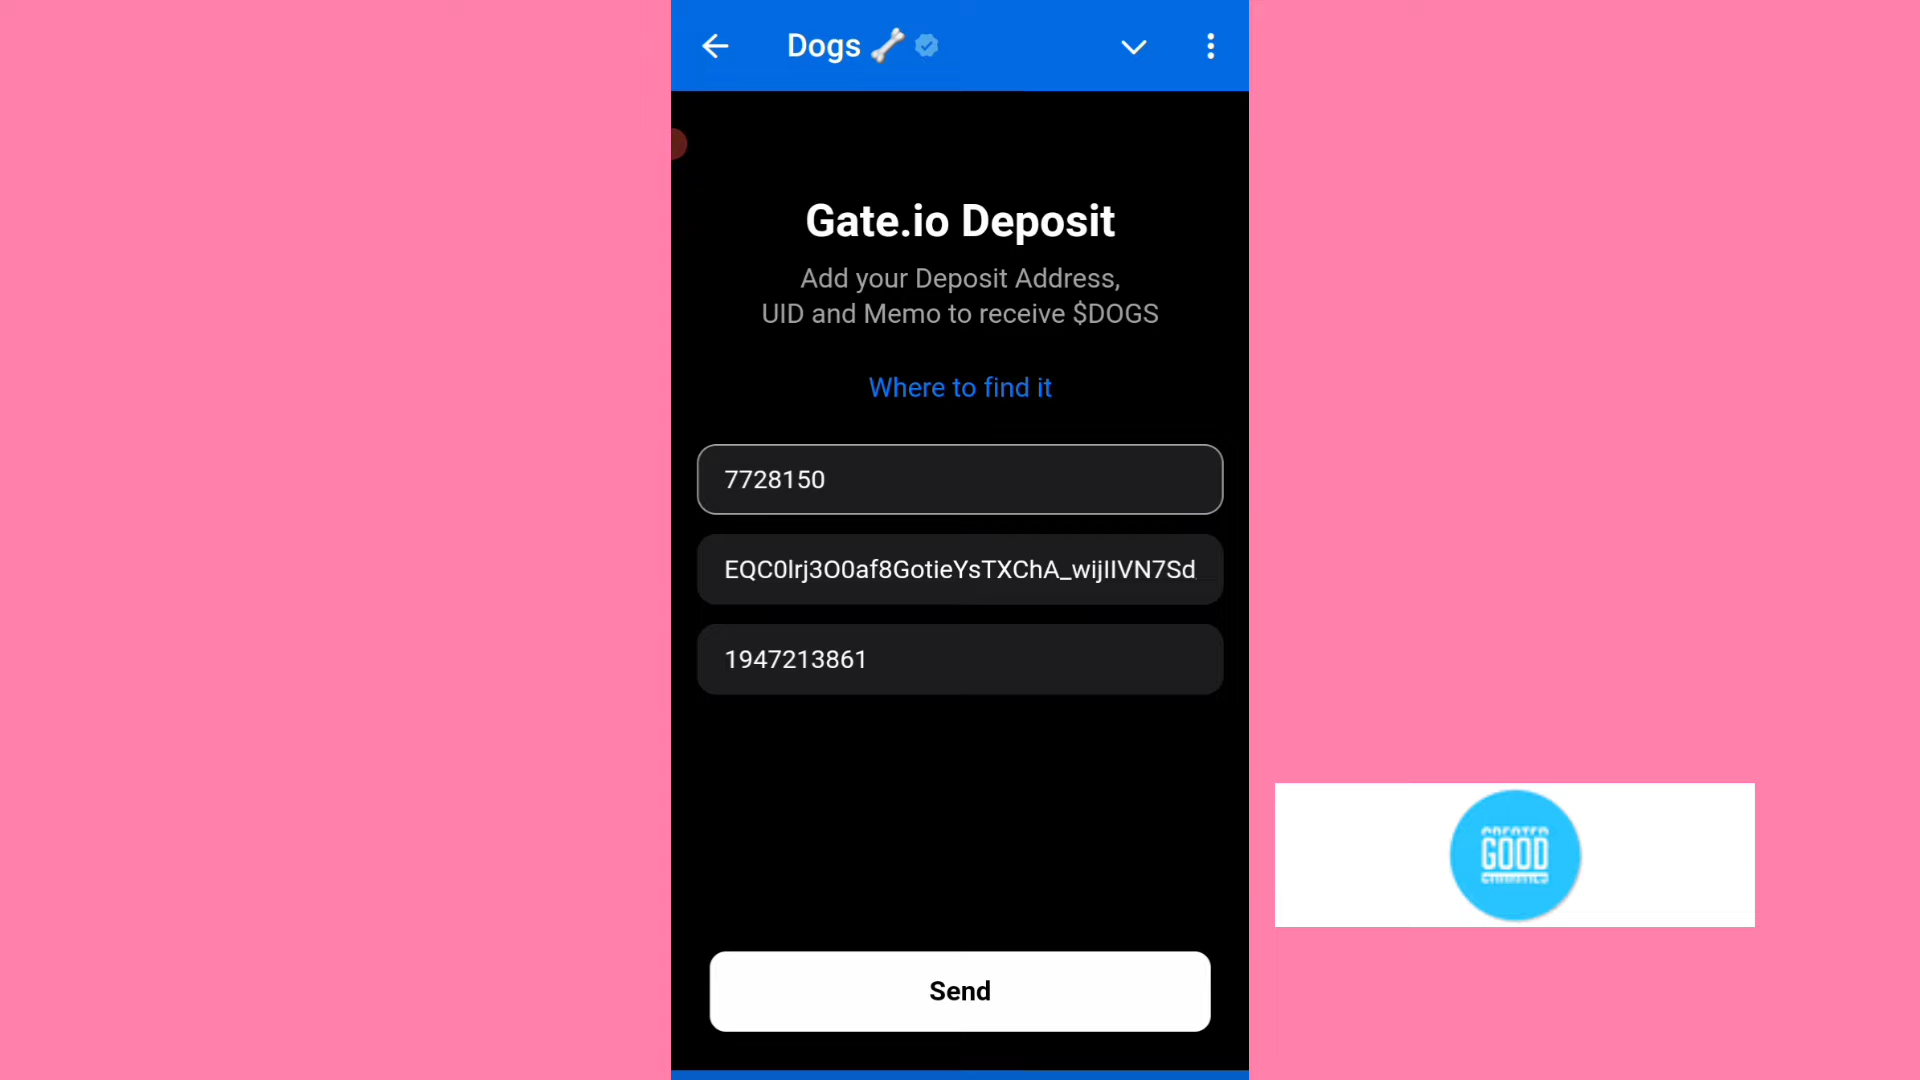 Dogs
Gate.io Deposit
Add your Deposit Address,
UID and Memo to receive $DOGS
Where to find it
7728150
EQC0lrj3O0af8GotieYsTXChA_wijIIVN7Sd
1947213861
GOOD
Send